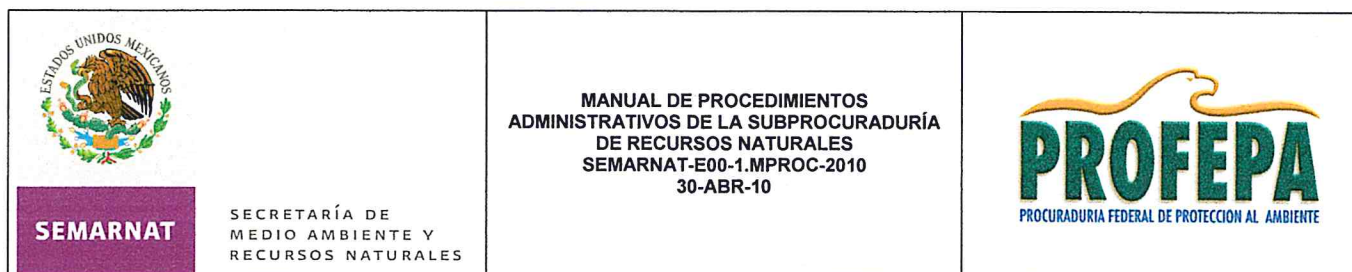 ESTADOS UNIDOS MEXICANOS
SEMARNAT
SECRETARÍA DE
MEDIO AMBIENTE Y
RECURSOS NATURALES
MANUAL DE PROCEDIMIENTOS
ADMINISTRATIVOS DE LA SUBPROCURADURÍA
DE RECURSOS NATURALES
SEMARNAT-E00-1.MPROC-2010
30-ABR-10
PROFEPA
PROCURADURIA FEDERAL DE PROTECCION AL AMBIENTE